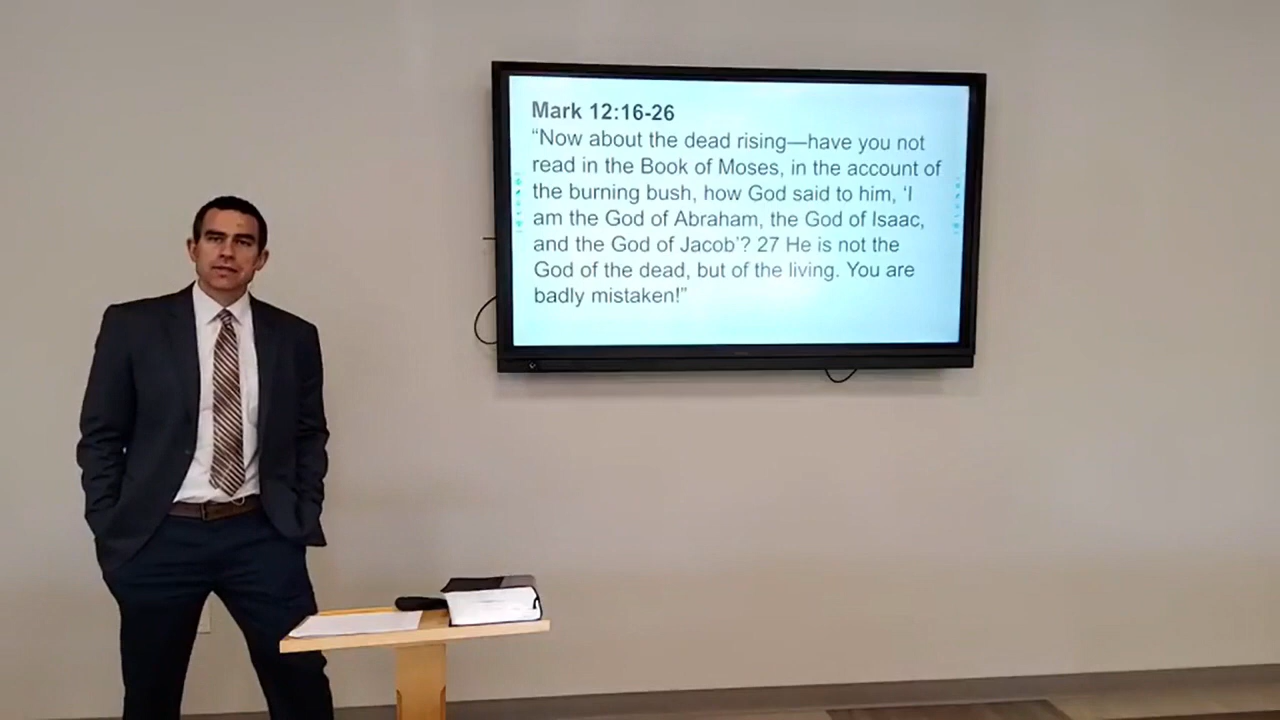 Mark 12:16-26
“Now about the dead rising—have you not
read in the Book of Moses, in the account of
the burning bush, how God said to him, ‘I
am the God of Abraham, the God of Isaac,
and the God of Jacob’? 27 He is not the
God of the dead, but of the living. You are
badly mistaken!”